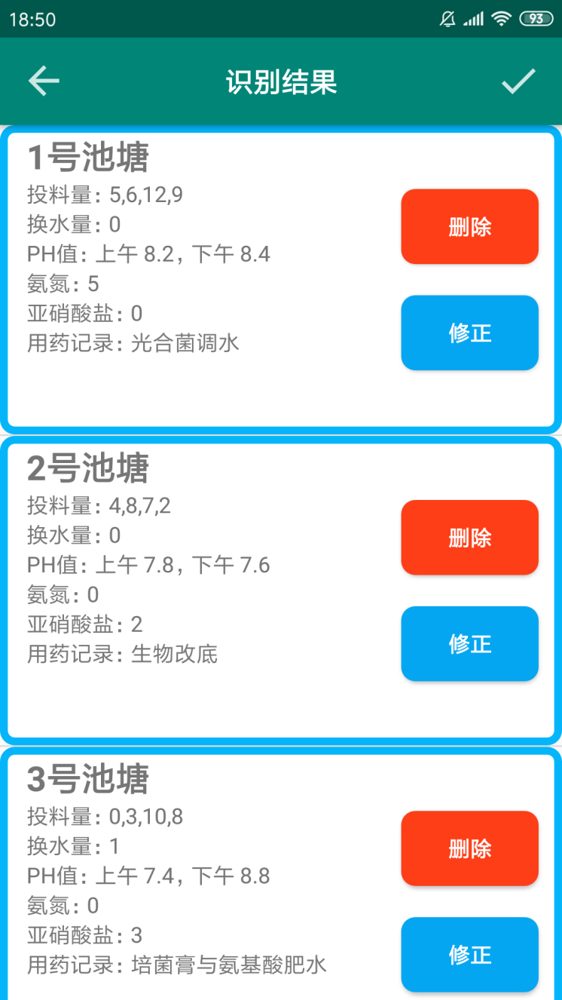 18:50
93
识别结果
1号池塘
投料量: 5,6,12,9
换水量: 0
PH值: 上午 8.2, 下午 8.4
氨氮: 5
亚硝酸盐: 0
用药记录: 光合菌调水
删除
修正
2号池塘
投料量: 4,8,7,2
换水量: 0
PH值: 上午 7.8, 下午 7.6
氨氮: 0
亚硝酸盐: 2
用药记录: 生物改底
删除
修正
3号池塘
投料量: 0,3,10,8
换水量: 1
PH值: 上午 7.4, 下午 8.8
氨氮: 0
亚硝酸盐: 3
用药记录: 培菌膏与氨基酸肥水
删除
修正